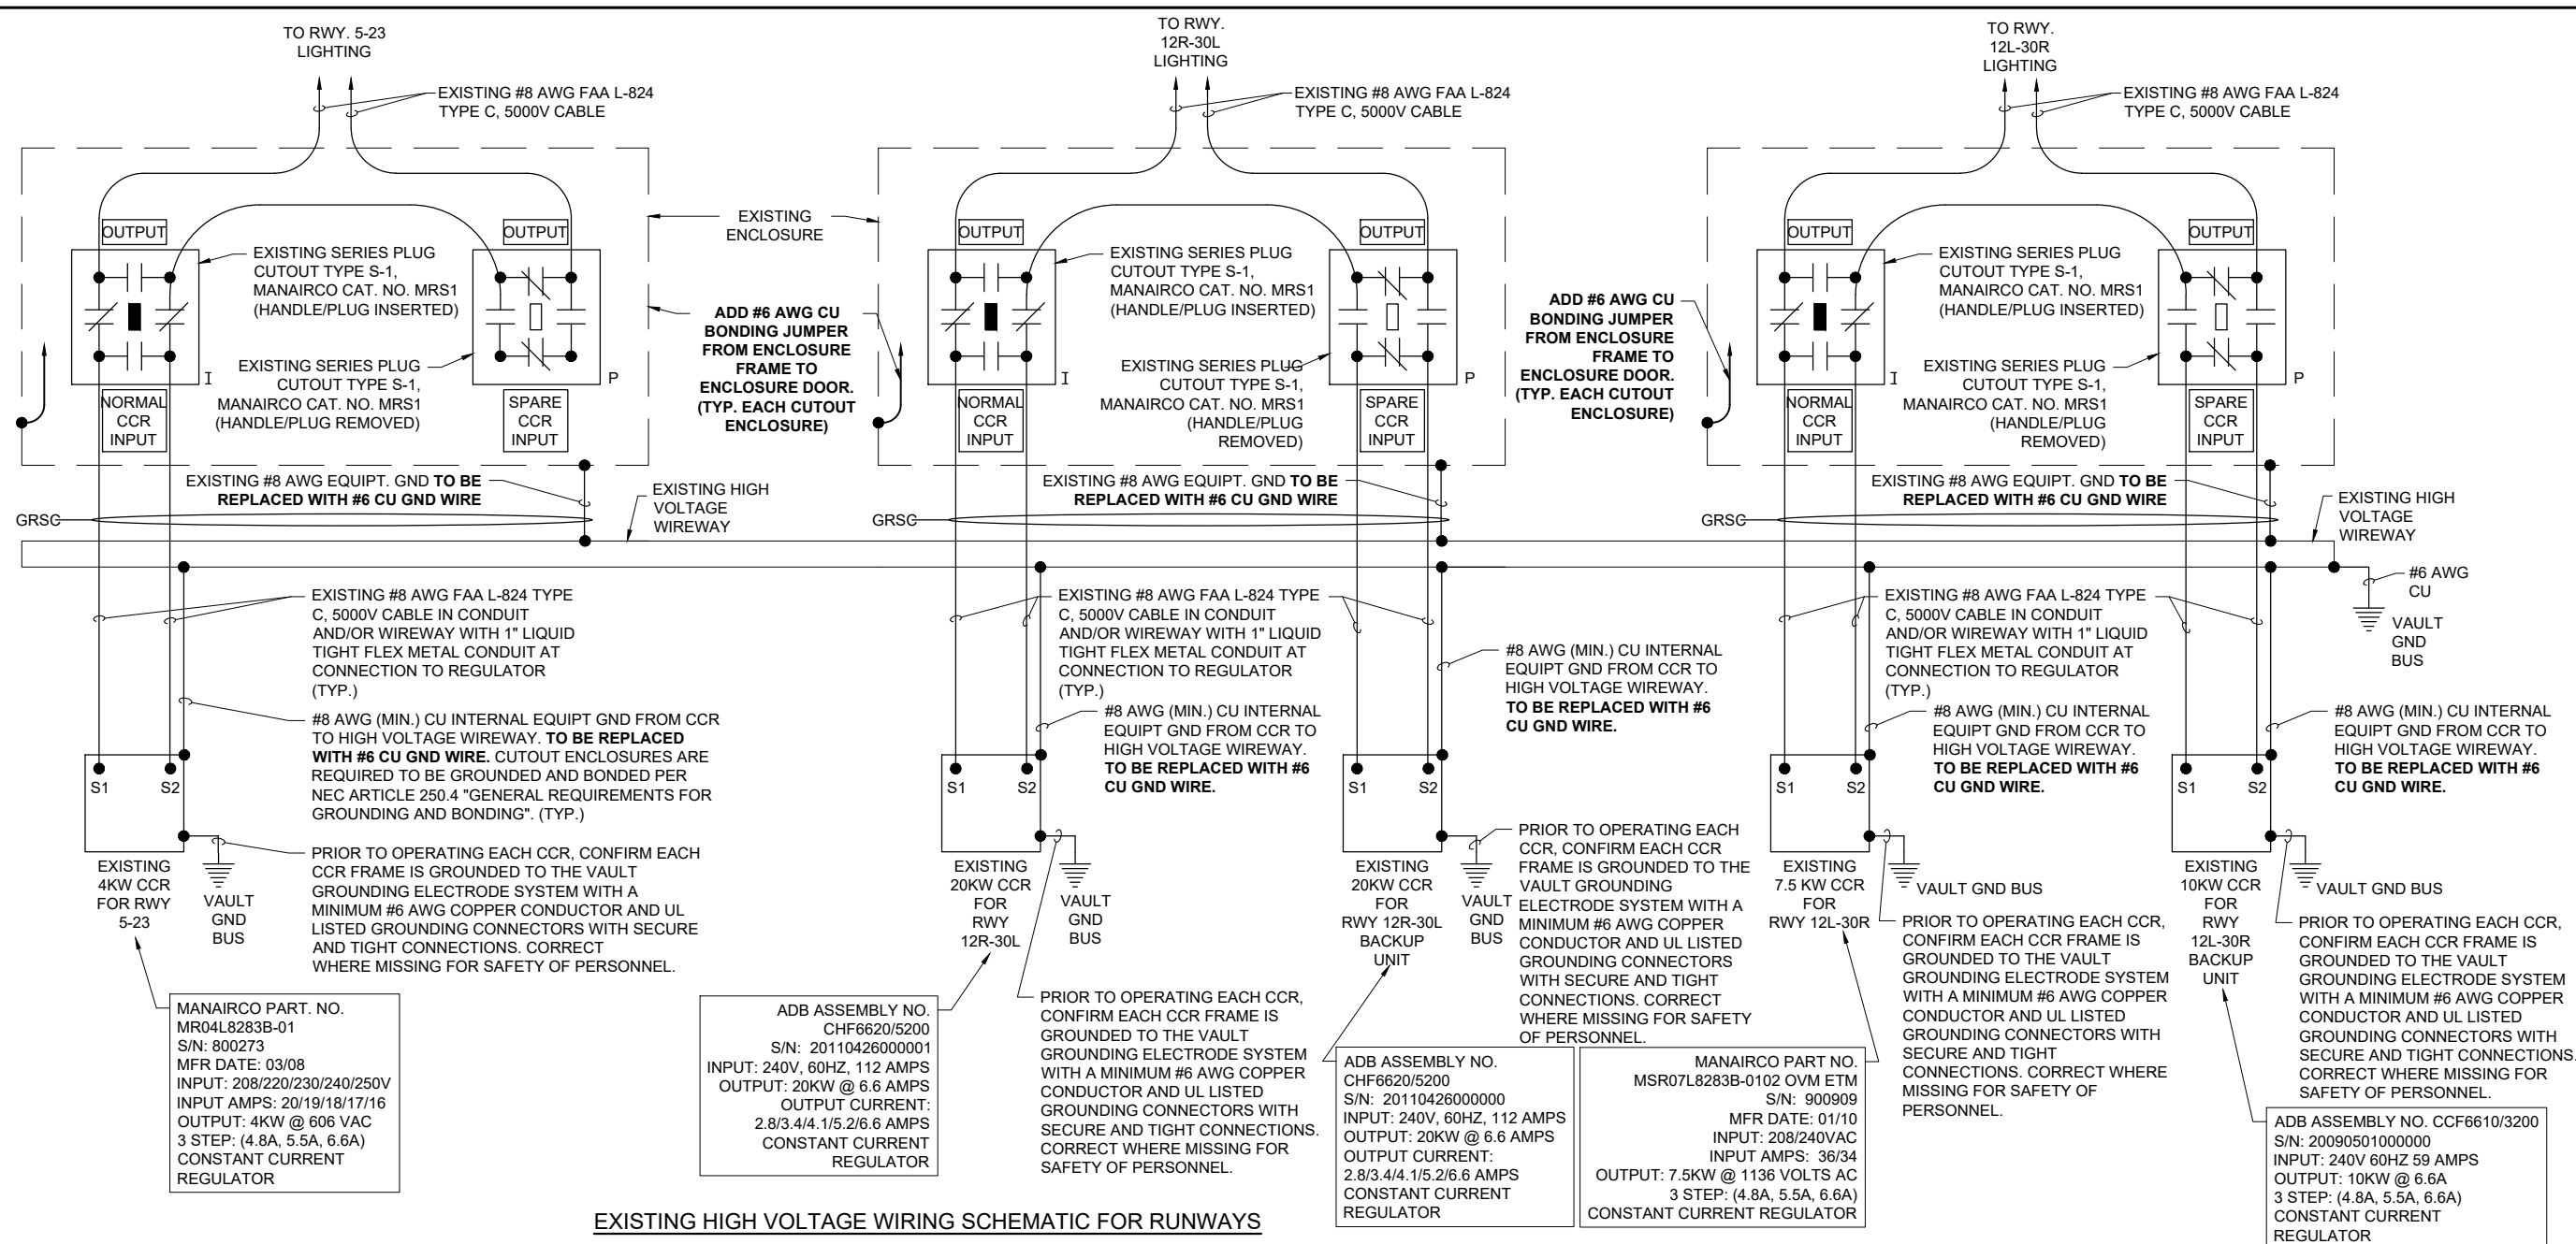 TO RWY. 5-23
LIGHTING
EXISTING #8 AWG FAA L-824
TYPE C, 5000V CABLE
TO RWY.
12R-30L
LIGHTING
EXISTING #8 AWG FAA L-824
TYPE C, 5000V CABLE
TO RWY.
12L-30R
LIGHTING
EXISTING #8 AWG FAA L-824
TYPE C, 5000V CABLE
OUTPUT
EXISTING SERIES PLUG
CUTOUT TYPE S-1,
MANAIRCO CAT. NO. MRS1
(HANDLE/PLUG INSERTED)
I
EXISTING SERIES PLUG
CUTOUT TYPE S-1,
MANAIRCO CAT. NO. MRS1
(HANDLE/PLUG REMOVED)
OUTPUT
P
NORMAL
CCR
INPUT
SPARE
CCR
INPUT
EXISTING
ENCLOSURE
ADD #6 AWG CU
BONDING JUMPER
FROM ENCLOSURE
FRAME TO
ENCLOSURE DOOR.
(TYP. EACH CUTOUT
ENCLOSURE)
OUTPUT
EXISTING SERIES PLUG
CUTOUT TYPE S-1,
MANAIRCO CAT. NO. MRS1
(HANDLE/PLUG INSERTED)
I
EXISTING SERIES PLUG
CUTOUT TYPE S-1,
MANAIRCO CAT. NO. MRS1
(HANDLE/PLUG
REMOVED)
OUTPUT
P
NORMAL
CCR
INPUT
SPARE
CCR
INPUT
ADD #6 AWG CU
BONDING JUMPER
FROM ENCLOSURE
FRAME TO
ENCLOSURE DOOR.
(TYP. EACH CUTOUT
ENCLOSURE)
OUTPUT
EXISTING SERIES PLUG
CUTOUT TYPE S-1,
MANAIRCO CAT. NO. MRS1
(HANDLE/PLUG INSERTED)
I
EXISTING SERIES PLUG
CUTOUT TYPE S-1,
MANAIRCO CAT. NO. MRS1
(HANDLE/PLUG
REMOVED)
OUTPUT
P
NORMAL
CCR
INPUT
SPARE
CCR
INPUT
EXISTING #8 AWG EQUIPT. GND TO BE
REPLACED WITH #6 CU GND WIRE
GRSC
EXISTING HIGH
VOLTAGE
WIREWAY
EXISTING #8 AWG EQUIPT. GND TO BE
REPLACED WITH #6 CU GND WIRE
GRSC
EXISTING #8 AWG EQUIPT. GND TO BE
REPLACED WITH #6 CU GND WIRE
GRSC
EXISTING HIGH
VOLTAGE
WIREWAY
#6 AWG
CU
VAULT
GND
BUS
EXISTING #8 AWG FAA L-824 TYPE
C, 5000V CABLE IN CONDUIT
AND/OR WIREWAY WITH 1" LIQUID
TIGHT FLEX METAL CONDUIT AT
CONNECTION TO REGULATOR
(TYP.)
#8 AWG (MIN.) CU INTERNAL EQUIPT GND FROM CCR
TO HIGH VOLTAGE WIREWAY. TO BE REPLACED
WITH #6 CU GND WIRE. CUTOUT ENCLOSURES ARE
REQUIRED TO BE GROUNDED AND BONDED PER
NEC ARTICLE 250.4 "GENERAL REQUIREMENTS FOR
GROUNDING AND BONDING". (TYP.)
S1
S2
PRIOR TO OPERATING EACH CCR, CONFIRM EACH
CCR FRAME IS GROUNDED TO THE VAULT
GROUNDING ELECTRODE SYSTEM WITH A
MINIMUM #6 AWG COPPER CONDUCTOR AND UL
LISTED GROUNDING CONNECTORS WITH SECURE
AND TIGHT CONNECTIONS. CORRECT
WHERE MISSING FOR SAFETY OF PERSONNEL.
EXISTING
4KW CCR
FOR RWY
5-23
VAULT
GND
BUS
MANAIRCO PART. NO.
MR04L8283B-01
S/N: 800273
MFR DATE: 03/08
INPUT: 208/220/230/240/250V
INPUT AMPS: 20/19/18/17/16
OUTPUT: 4KW @ 606 VAC
3 STEP: (4.8A, 5.5A, 6.6A)
CONSTANT CURRENT
REGULATOR
EXISTING #8 AWG FAA L-824 TYPE
C, 5000V CABLE IN CONDUIT
AND/OR WIREWAY WITH 1" LIQUID
TIGHT FLEX METAL CONDUIT AT
CONNECTION TO REGULATOR
(TYP.)
#8 AWG (MIN.) CU INTERNAL
EQUIPT GND FROM CCR TO
HIGH VOLTAGE WIREWAY.
TO BE REPLACED WITH #6
CU GND WIRE.
#8 AWG (MIN.) CU INTERNAL
EQUIPT GND FROM CCR TO
HIGH VOLTAGE WIREWAY.
TO BE REPLACED WITH #6
CU GND WIRE.
S1
S2
EXISTING
20KW CCR
FOR
RWY
12R-30L
VAULT
GND
BUS
ADB ASSEMBLY NO.
CHF6620/5200
S/N: 20110426000001
INPUT: 240V, 60HZ, 112 AMPS
OUTPUT: 20KW @ 6.6 AMPS
OUTPUT CURRENT:
2.8/3.4/4.1/5.2/6.6 AMPS
CONSTANT CURRENT
REGULATOR
PRIOR TO OPERATING EACH CCR,
CONFIRM EACH CCR FRAME IS
GROUNDED TO THE VAULT
GROUNDING ELECTRODE SYSTEM
WITH A MINIMUM #6 AWG COPPER
CONDUCTOR AND UL LISTED
GROUNDING CONNECTORS WITH
SECURE AND TIGHT CONNECTIONS.
CORRECT WHERE MISSING FOR
SAFETY OF PERSONNEL.
S1
S2
EXISTING
20KW CCR
FOR
RWY 12R-30L
BACKUP
UNIT
VAULT
GND
BUS
PRIOR TO OPERATING EACH
CCR, CONFIRM EACH CCR
FRAME IS GROUNDED TO THE
VAULT GROUNDING
ELECTRODE SYSTEM WITH A
MINIMUM #6 AWG COPPER
CONDUCTOR AND UL LISTED
GROUNDING CONNECTORS
WITH SECURE AND TIGHT
CONNECTIONS. CORRECT
WHERE MISSING FOR SAFETY
OF PERSONNEL.
ADB ASSEMBLY NO.
CHF6620/5200
S/N: 20110426000000
INPUT: 240V, 60HZ, 112 AMPS
OUTPUT: 20KW @ 6.6 AMPS
OUTPUT CURRENT:
2.8/3.4/4.1/5.2/6.6 AMPS
CONSTANT CURRENT
REGULATOR
EXISTING #8 AWG FAA L-824 TYPE
C, 5000V CABLE IN CONDUIT
AND/OR WIREWAY WITH 1" LIQUID
TIGHT FLEX METAL CONDUIT AT
CONNECTION TO REGULATOR
(TYP.)
#8 AWG (MIN.) CU INTERNAL
EQUIPT GND FROM CCR TO
HIGH VOLTAGE WIREWAY.
TO BE REPLACED WITH #6
CU GND WIRE.
#8 AWG (MIN.) CU INTERNAL
EQUIPT GND FROM CCR TO
HIGH VOLTAGE WIREWAY.
TO BE REPLACED WITH #6
CU GND WIRE.
S1
S2
EXISTING
7.5 KW CCR
FOR
RWY 12L-30R
VAULT GND BUS
PRIOR TO OPERATING EACH CCR,
CONFIRM EACH CCR FRAME IS
GROUNDED TO THE VAULT
GROUNDING ELECTRODE SYSTEM
WITH A MINIMUM #6 AWG COPPER
CONDUCTOR AND UL LISTED
GROUNDING CONNECTORS WITH
SECURE AND TIGHT
CONNECTIONS. CORRECT WHERE
MISSING FOR SAFETY OF
PERSONNEL.
MANAIRCO PART NO.
MSR07L8283B-0102 OVM ETM
S/N: 900909
MFR DATE: 01/10
INPUT: 208/240VAC
INPUT AMPS: 36/34
OUTPUT: 7.5KW @ 1136 VOLTS AC
3 STEP: (4.8A, 5.5A, 6.6A)
CONSTANT CURRENT REGULATOR
S1
S2
EXISTING
10KW CCR
FOR
RWY
12L-30R
BACKUP
UNIT
VAULT GND BUS
PRIOR TO OPERATING EACH CCR,
CONFIRM EACH CCR FRAME IS
GROUNDED TO THE VAULT
GROUNDING ELECTRODE SYSTEM
WITH A MINIMUM #6 AWG COPPER
CONDUCTOR AND UL LISTED
GROUNDING CONNECTORS WITH
SECURE AND TIGHT CONNECTIONS.
CORRECT WHERE MISSING FOR
SAFETY OF PERSONNEL.
ADB ASSEMBLY NO. CCF6610/3200
S/N: 20090501000000
INPUT: 240V 60HZ 59 AMPS
OUTPUT: 10KW @ 6.6A
3 STEP: (4.8A, 5.5A, 6.6A)
CONSTANT CURRENT
REGULATOR
EXISTING HIGH VOLTAGE WIRING SCHEMATIC FOR RUNWAYS